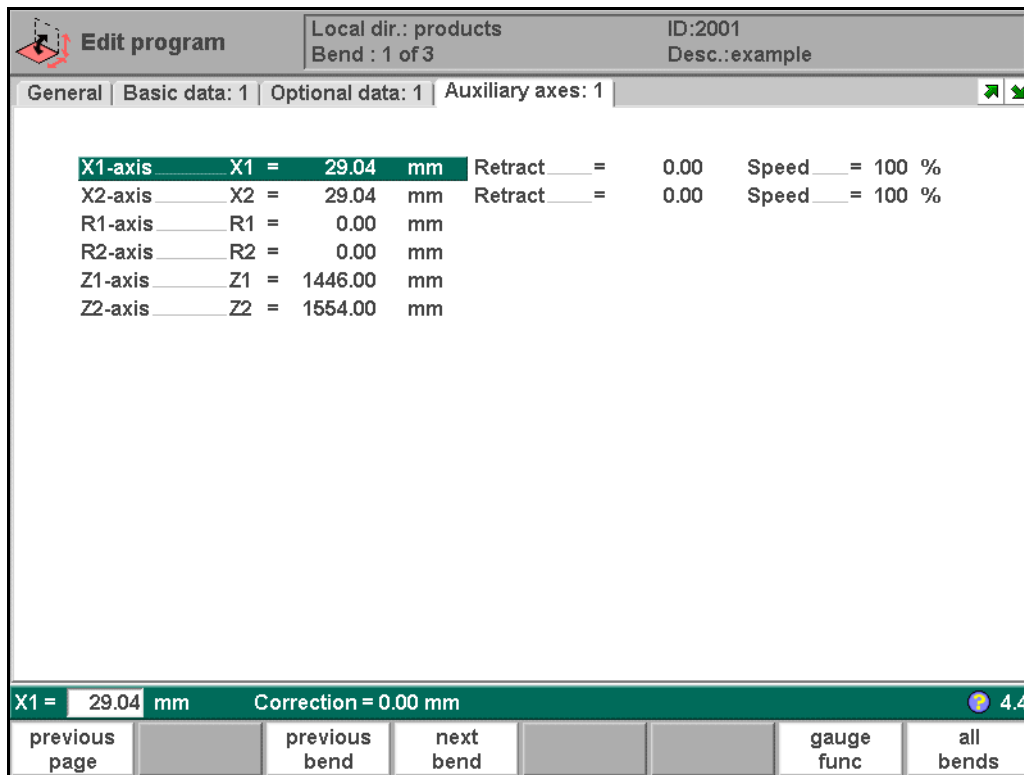 Edit program
Local dir.: products ID:2001
Bend : 1 of 3 Desc.:example
General Basic data: 1 Optional data: 1 Auxiliary axes: 1
X1-axis X1 = 29.04 mm Retract = 0.00 Speed = 100 %
X2-axis X2 = 29.04 mm Retract = 0.00 Speed = 100 %
R1-axis R1 = 0.00 mm
R2-axis R2 = 0.00 mm
Z1-axis Z1 = 1446.00 mm
Z2-axis Z2 = 1554.00 mm
X1 = 29.04 mm Correction = 0.00 mm ? 4.4
previous page previous bend next bend gauge func all bends